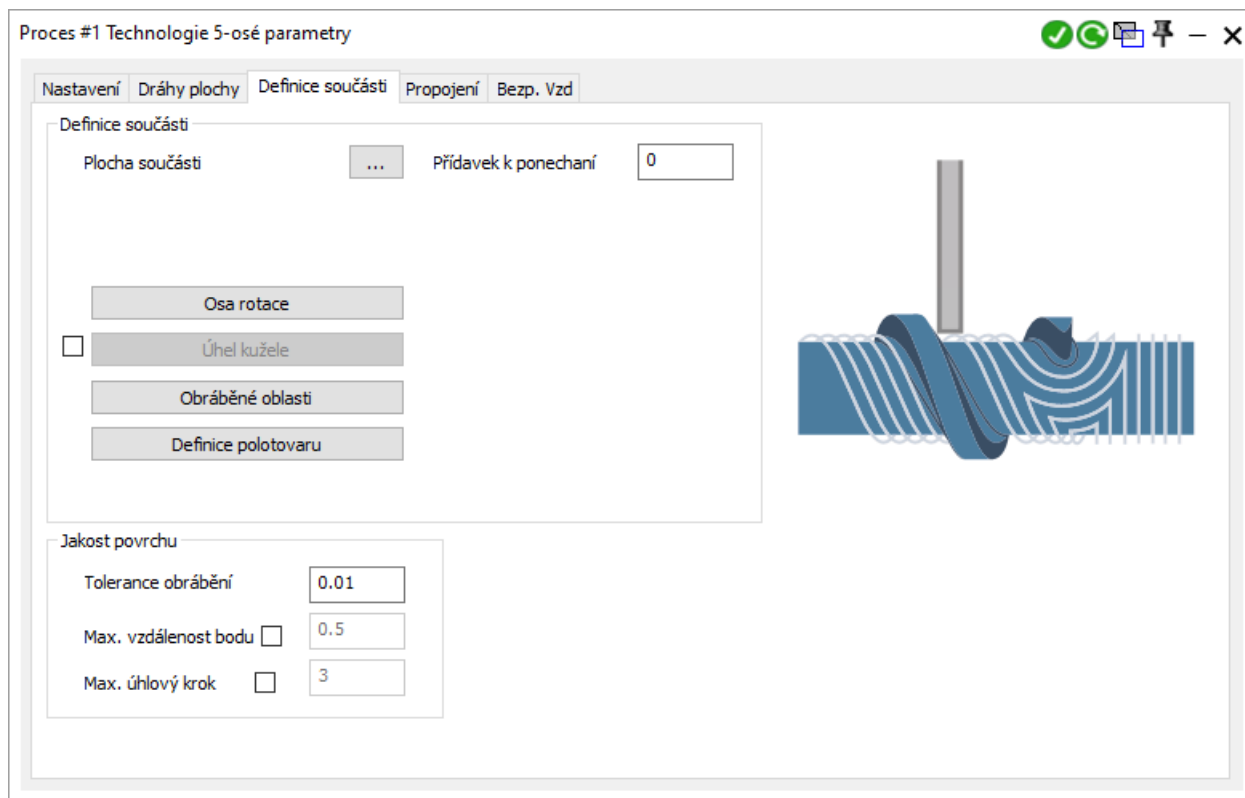 Proces #1 Technologie 5-osé parametry
Nastavení Dráhy plochy Definice součásti Propojení Bezp. Vzd
Definice součásti
Plocha součásti ... Přídavek k ponechaní 0
Osa rotace
Úhel kužele
Obráběné oblasti
Definice polotovaru
Jakost povrchu
Tolerance obrábění 0.01
Max. vzdálenost bodu 0.5
Max. úhlový krok 3